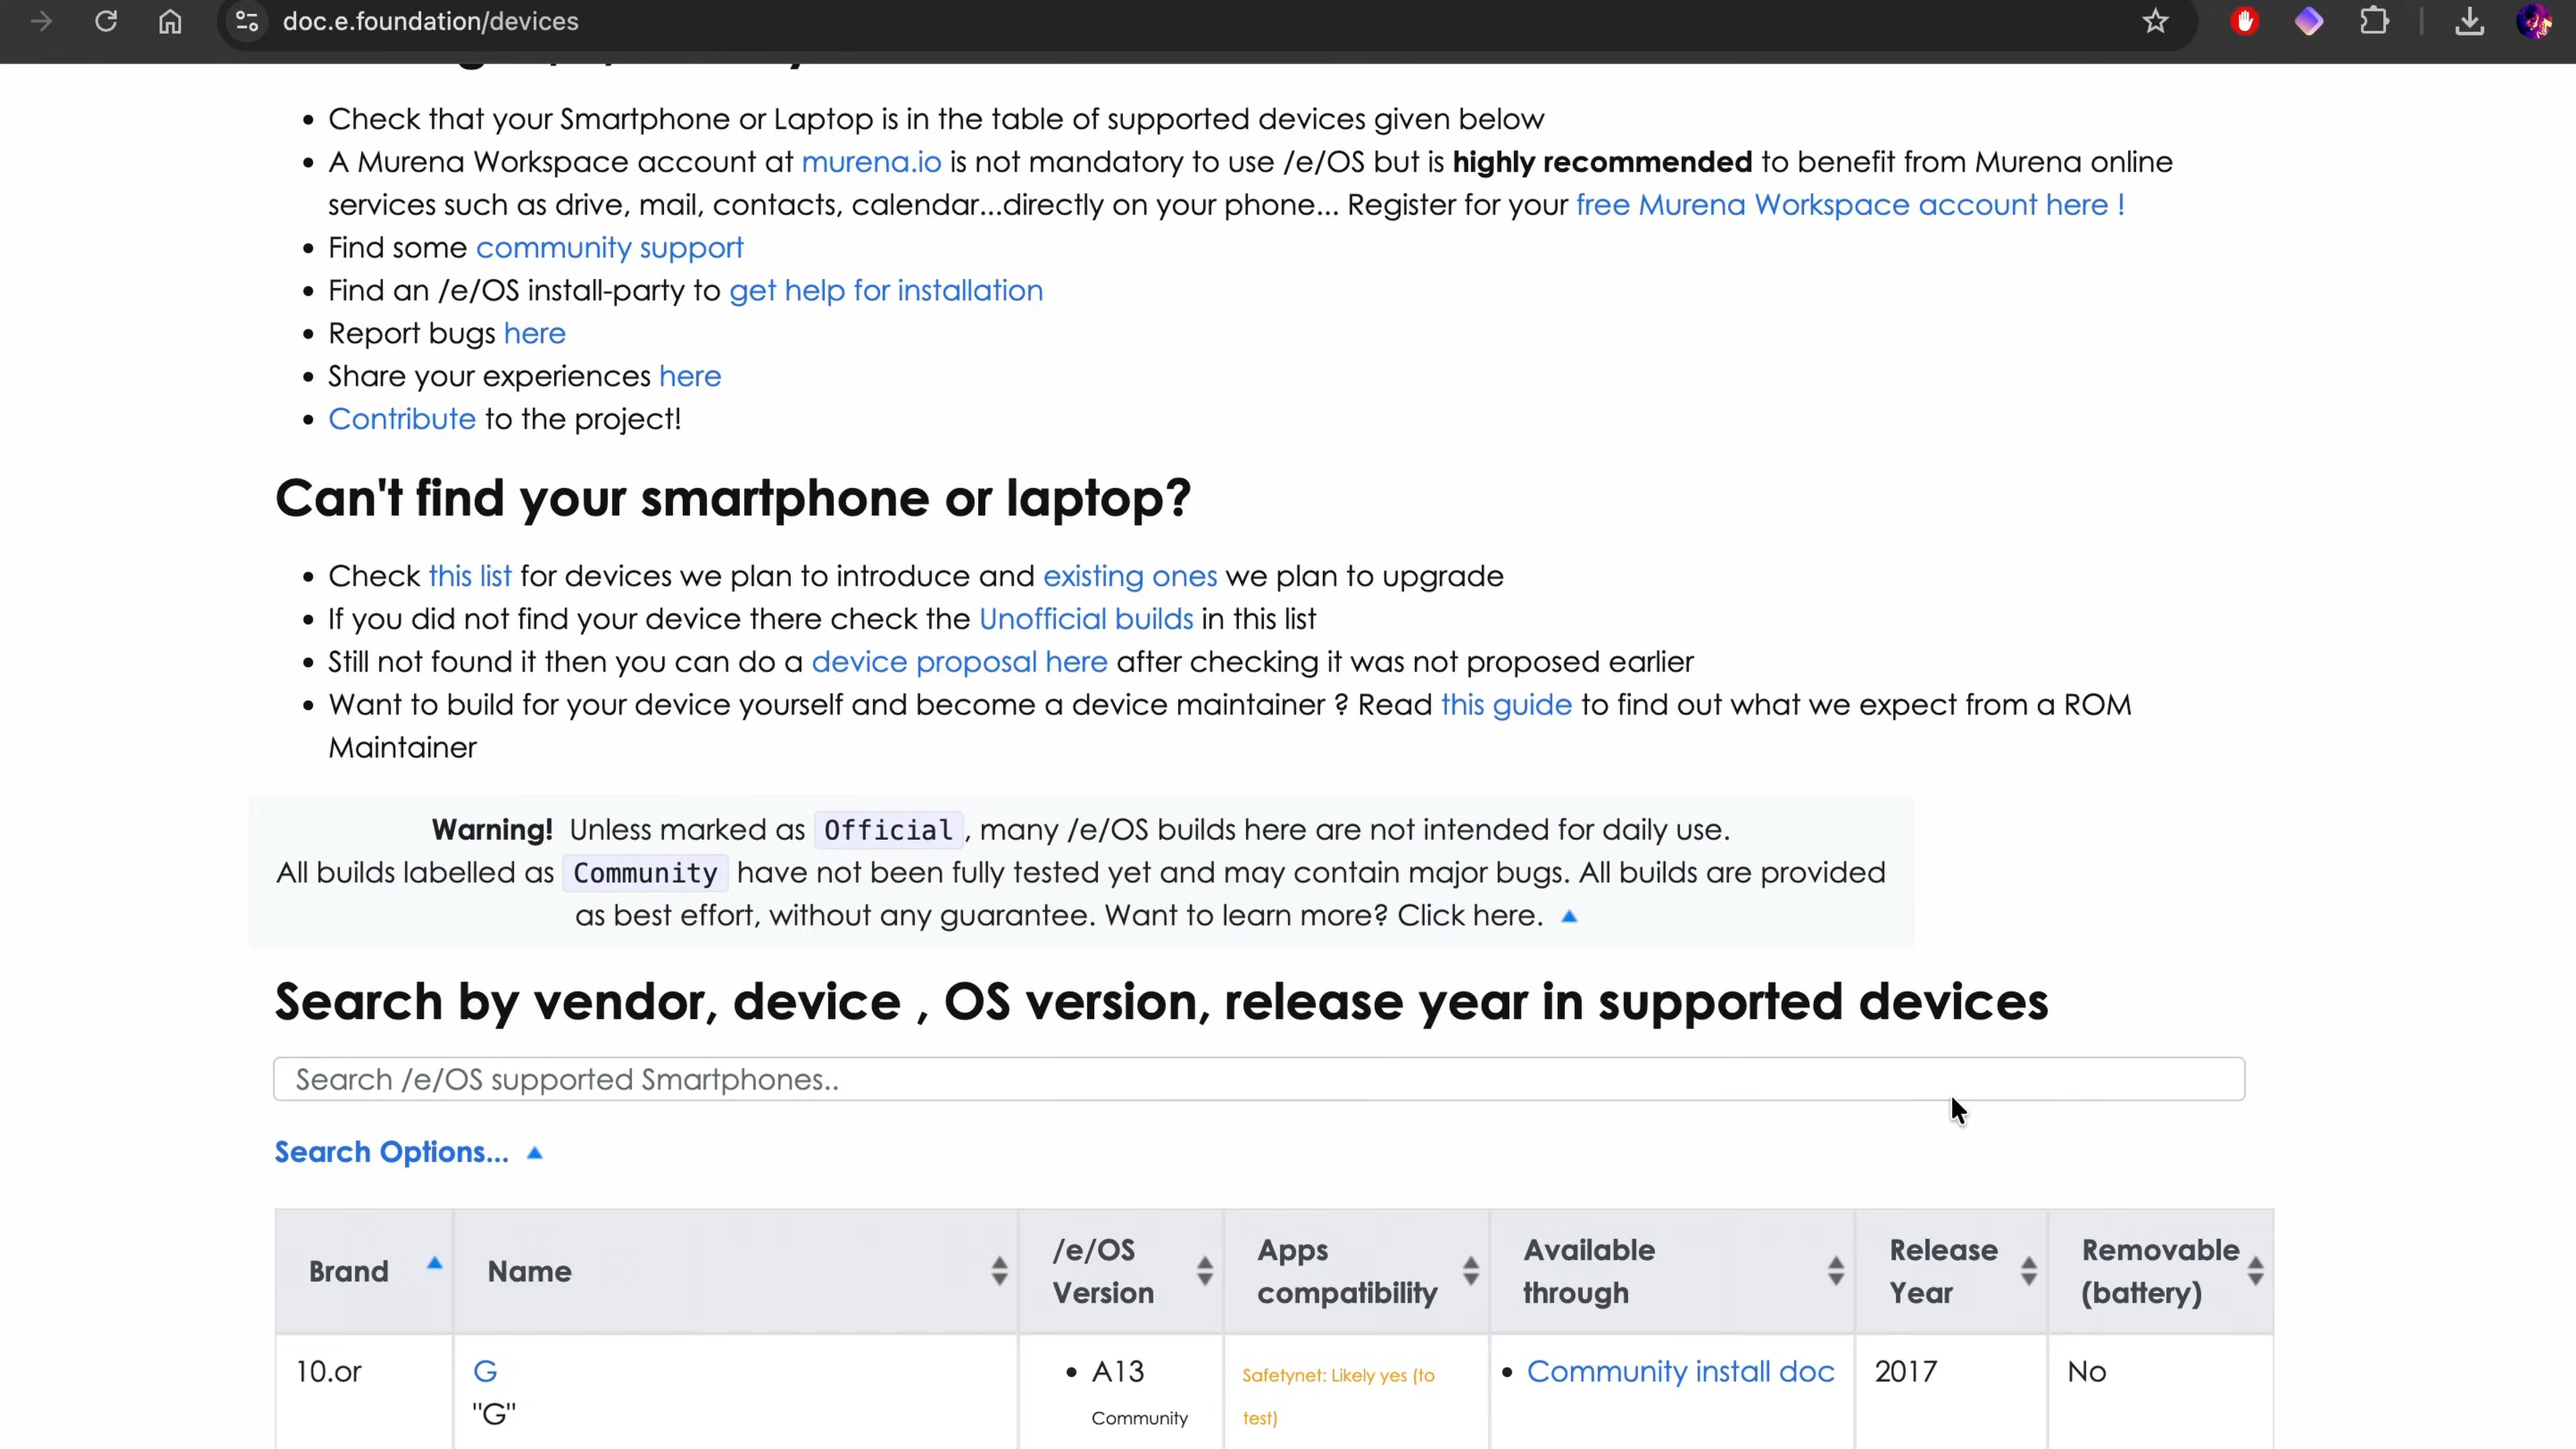 doc.e.foundation/devices
Check that your Smartphone or Laptop is in the table of supported devices given below
A Murena Workspace account at murena.io is not mandatory to use /e/OS but is highly recommended to benefit from Murena online
services such as drive, mail, contacts, calendar...directly on your phone... Register for your free Murena Workspace account here !
Find some community support
Find an /e/OS install-party to get help for installation
Report bugs here
Share your experiences here
Contribute to the project!
Can't find your smartphone or laptop?
Check this list for devices we plan to introduce and existing ones we plan to upgrade
If you did not find your device there check the Unofficial builds in this list
Still not found it then you can do a device proposal here after checking it was not proposed earlier
Want to build for your device yourself and become a device maintainer ? Read this guide to find out what we expect from a ROM
Maintainer
Warning! Unless marked as Official, many /e/OS builds here are not intended for daily use.
All builds labelled as Community have not been fully tested yet and may contain major bugs. All builds are provided
as best effort, without any guarantee. Want to learn more? Click here.
Search by vendor, device , OS version, release year in supported devices
Search /e/OS supported Smartphones..
Search Options...
Brand Name /e/OS Version Apps compatibility Available through Release Year Removable (battery)
10.or G A13 Safetynet: Likely yes (to Community install doc 2017 No
"G" Community test)